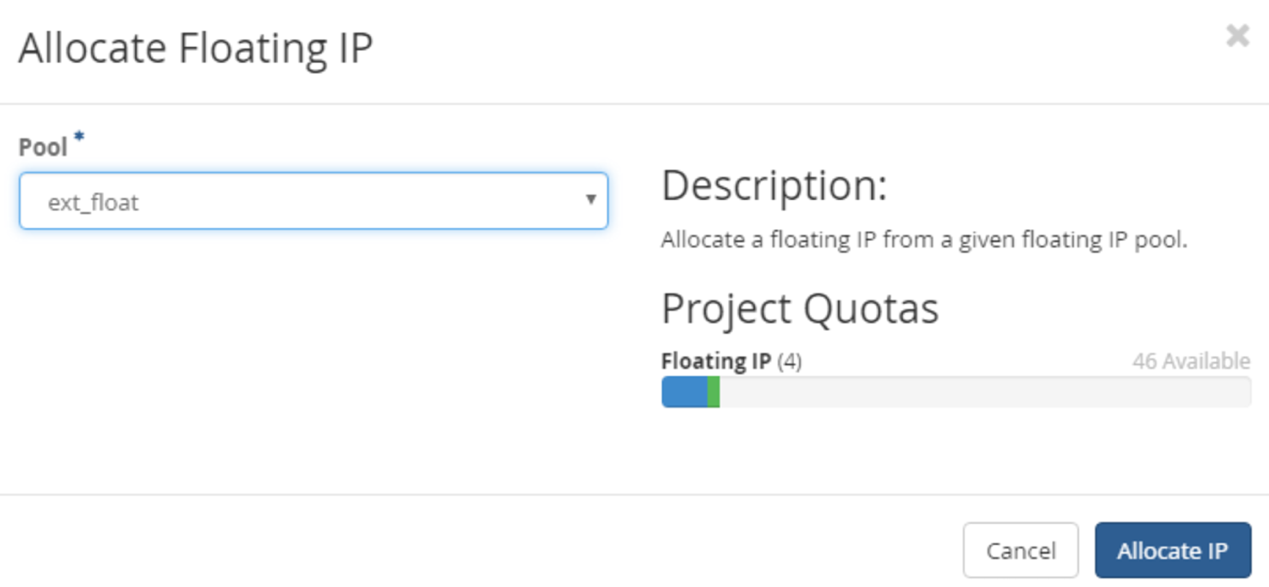 Allocate Floating IP
Pool *
ext_float
Description:
Allocate a floating IP from a given floating IP pool.
Project Quotas
Floating IP (4) 46 Available
Cancel Allocate IP